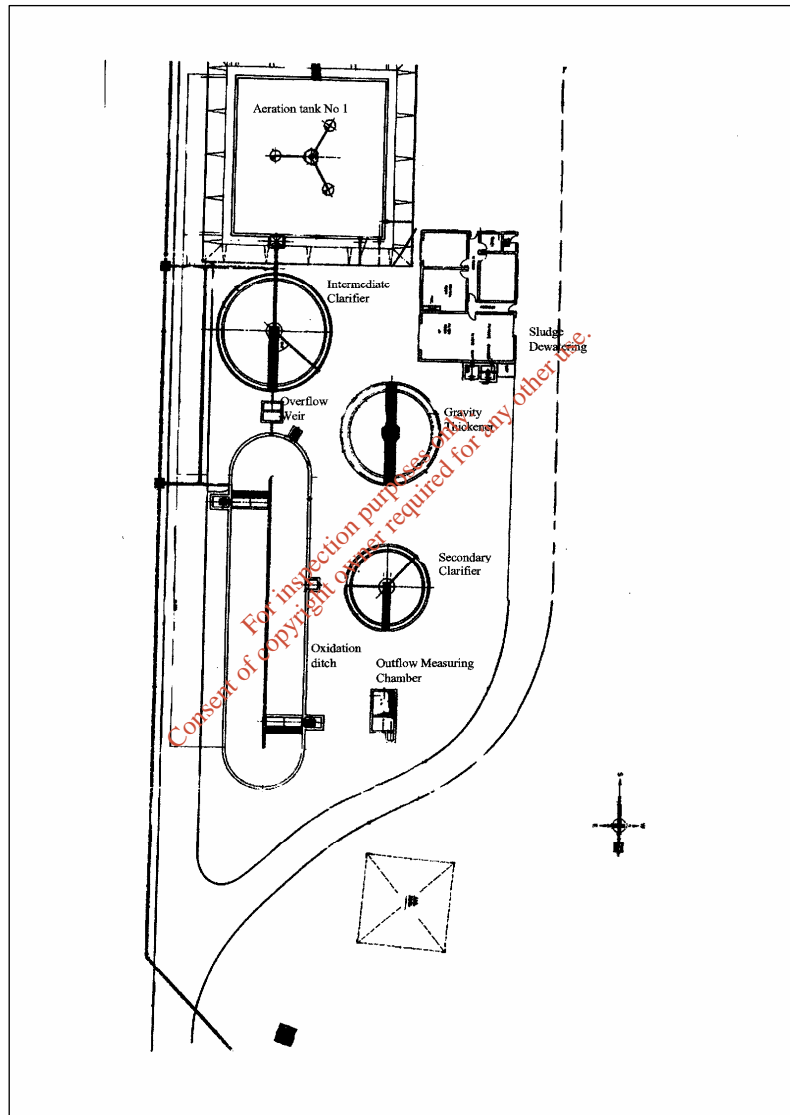 Aeration tank No 1
Intermediate
Clarifier
Sludge
Dewatering
Overflow
Weir
Gravity
Thickener
Secondary
Clarifier
Oxidation
ditch
Outflow Measuring
Chamber
For inspection purposes only.
Consent of copyright owner required for any other use.
S